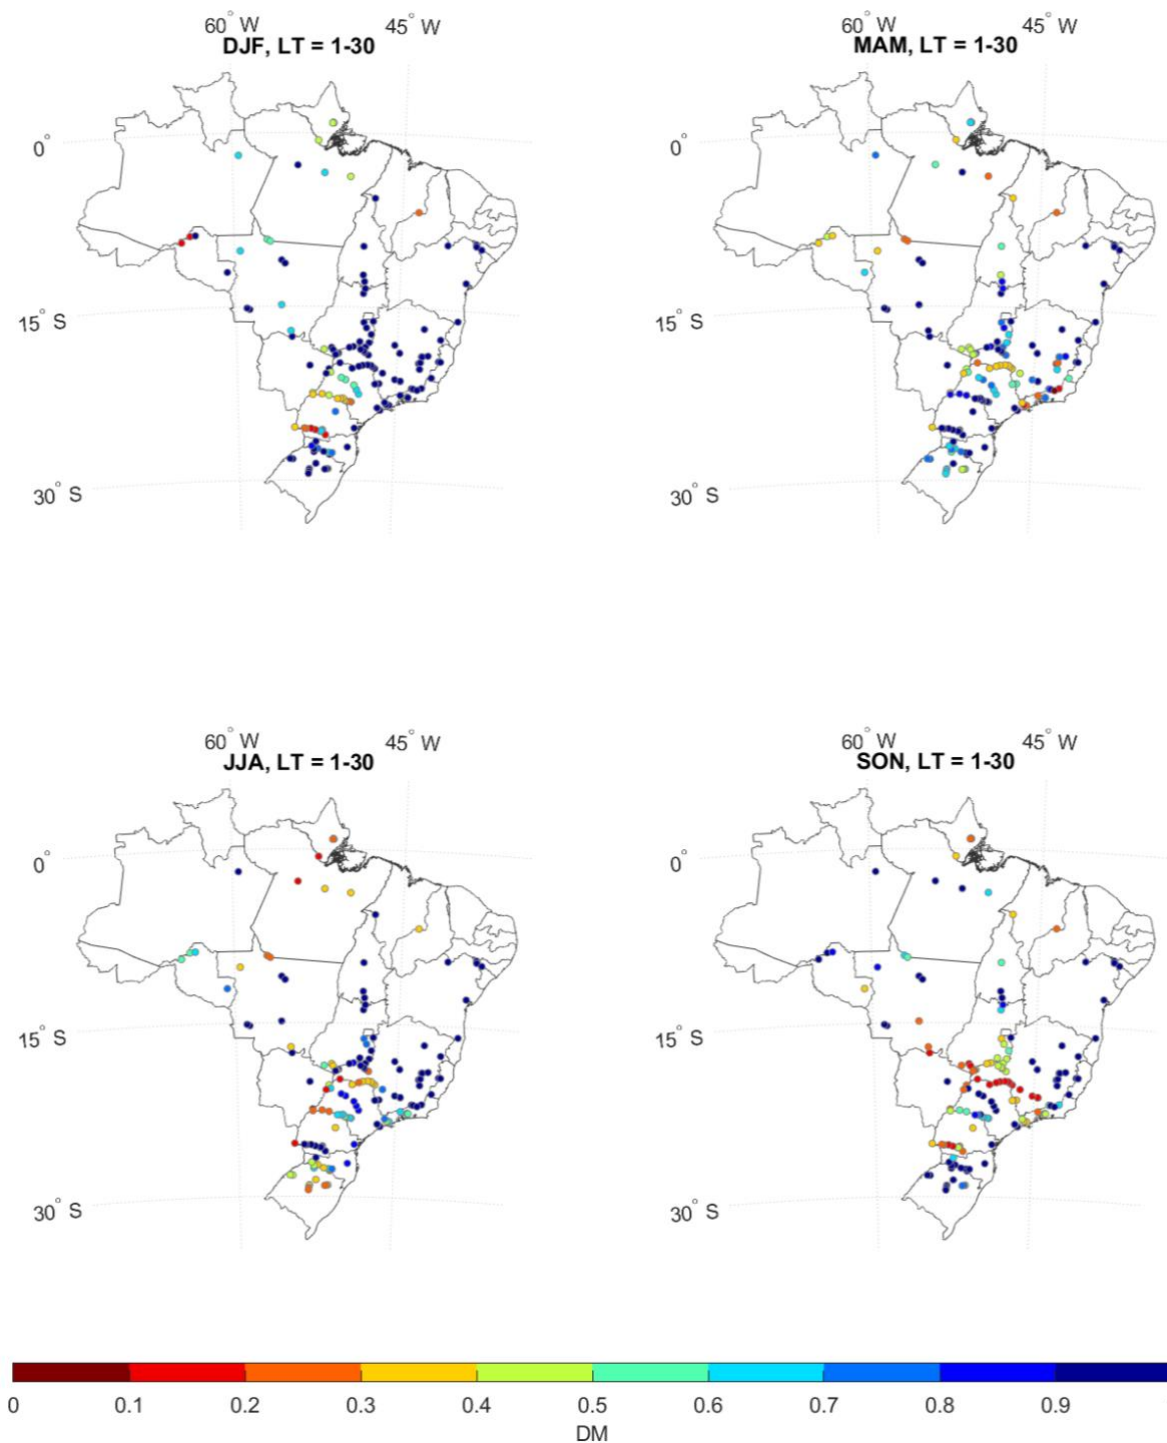 60° W 45° W 60° W 45° W
DJF, LT = 1-30 MAM, LT = 1-30
0° 0°
15° S 15° S
30° S 30° S
60° W 45° W 60° W 45° W
JJA, LT = 1-30 SON, LT = 1-30
0° 0°
15° S 15° S
30° S 30° S
0 0.1 0.2 0.3 0.4 0.5 0.6 0.7 0.8 0.9
DM